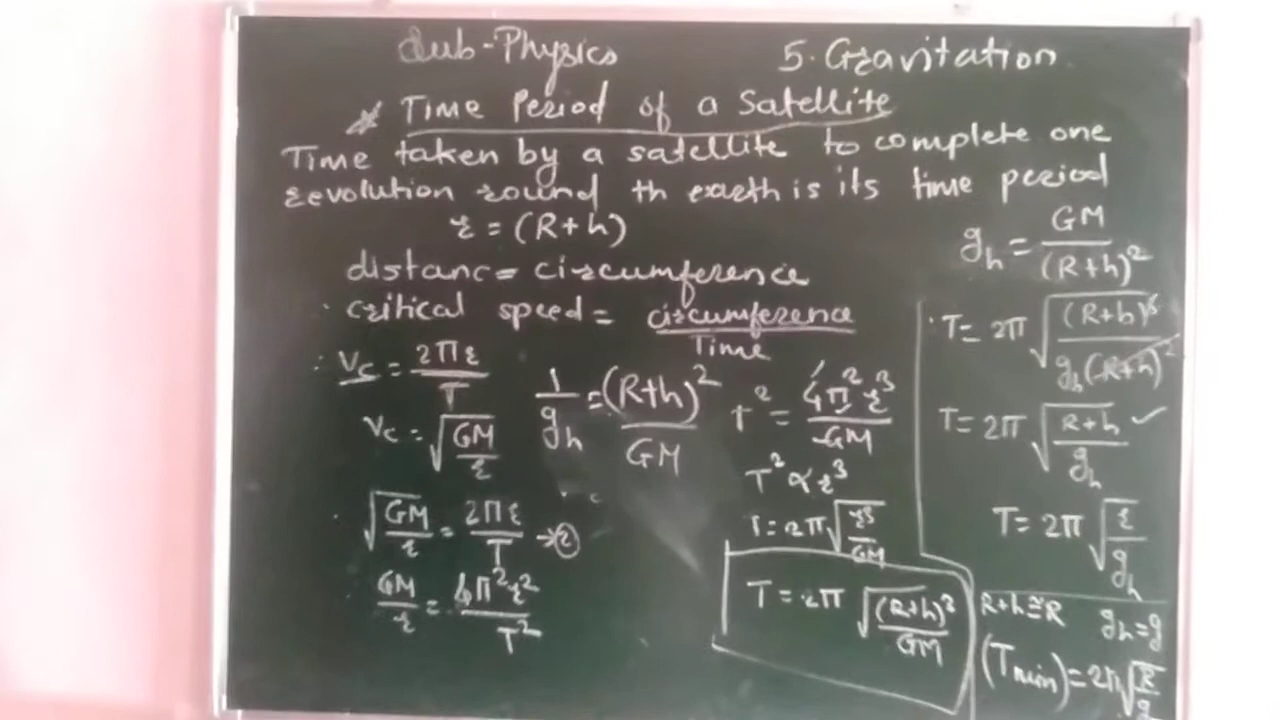 Sub-Physics 5. Gravitation
Time Period of a Satellite
Time taken by a satellite to complete one
revolution round th earth is its time period
r = (R+h)
distanc = circumference
critical speed = circumference / Time
Vc = 2πr / T
Vc = √(GM / r)
√(GM / r) = 2πr / T → ②
GM / r = 4π²r² / T²
1 / gh = (R+h)² / GM
T² = 4π²r³ / GM
T² ∝ r³
T = 2π √(r³ / GM)
T = 2π √((R+h)³ / GM)
gh = GM / (R+h)²
T = 2π √((R+h)³ / gh (R+h)²)
T = 2π √(R+h / gh)
T = 2π √(r / gh)
R+h ≅ R gh = g
(Tmin) = 2π √(R / g)